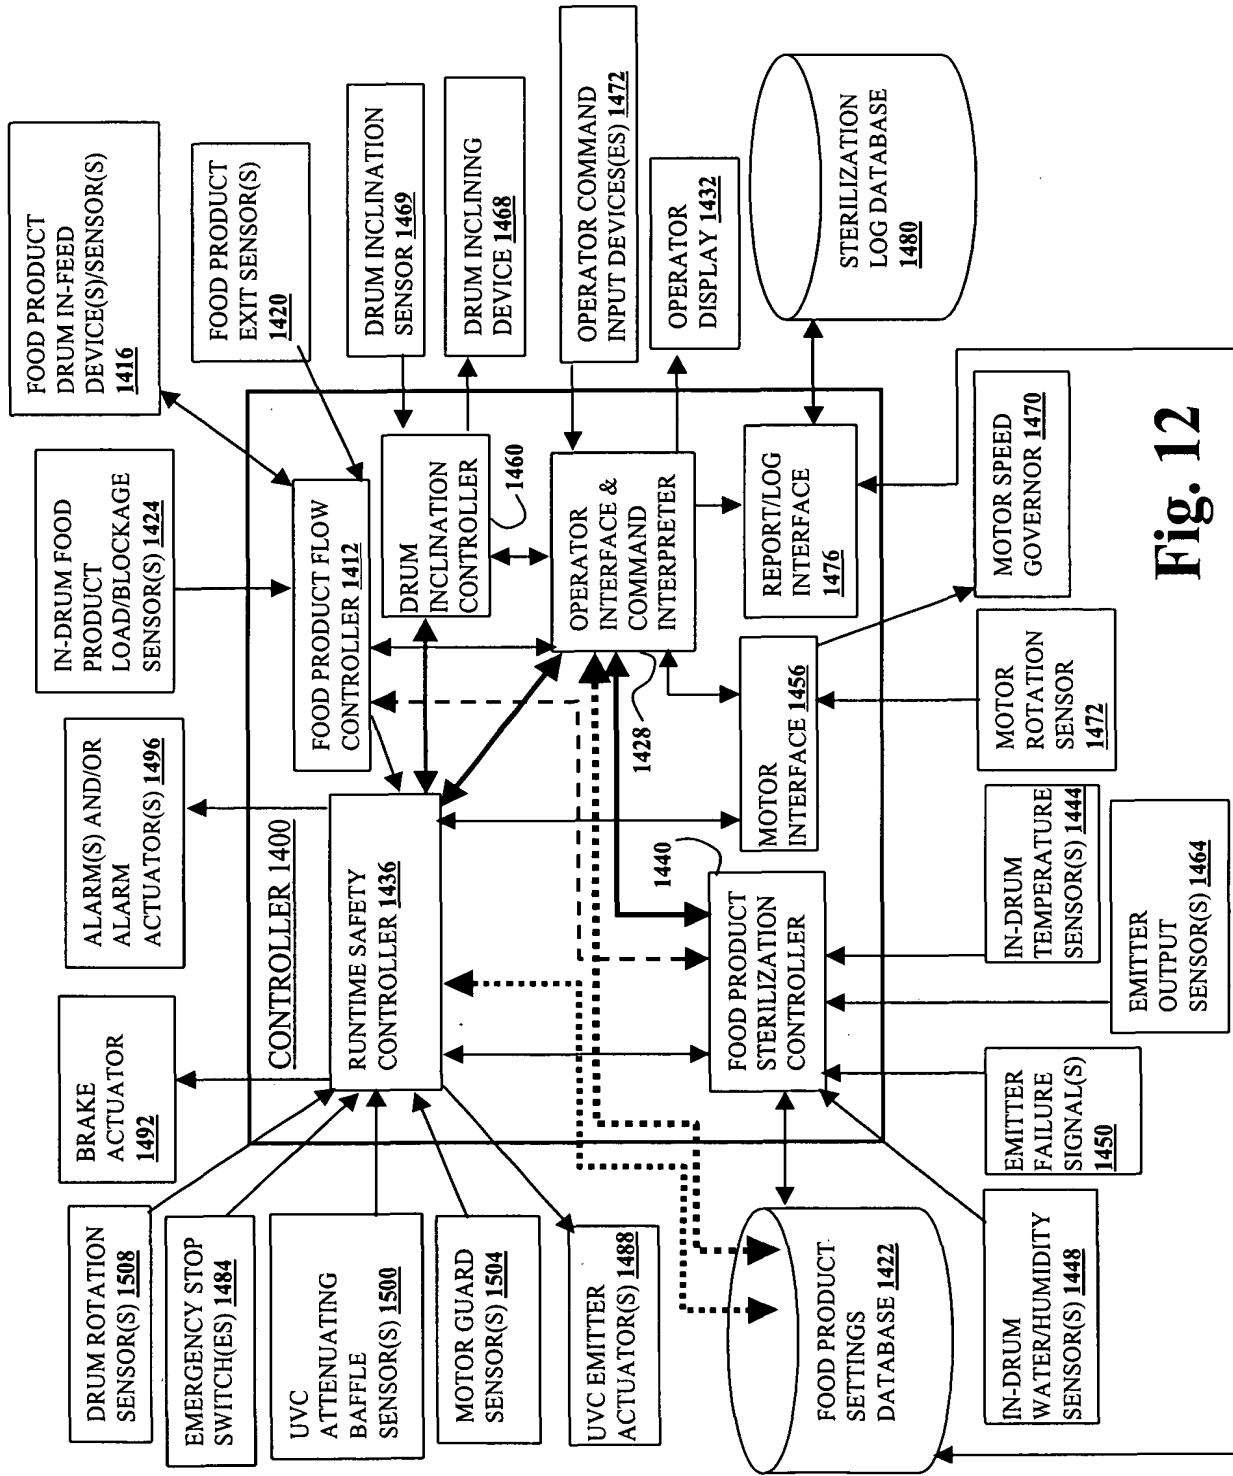 DRUM ROTATION
SENSOR(S) 1508
EMERGENCY STOP
SWITCH(ES) 1484
UVC
ATTENUATING
BAFFLE
SENSOR(S) 1500
MOTOR GUARD
SENSOR(S) 1504
UVC EMITTER
ACTUATOR(S) 1488
FOOD PRODUCT
SETTINGS
DATABASE 1422
IN-DRUM
WATER/HUMIDITY
SENSOR(S) 1448
BRAKE
ACTUATOR
1492
ALARM(S) AND/OR
ALARM
ACTUATOR(S) 1496
IN-DRUM FOOD
PRODUCT
LOAD/BLOCKAGE
SENSOR(S) 1424
FOOD PRODUCT
DRUM IN-FEED
DEVICE(S)/SENSOR(S)
1416
FOOD PRODUCT
EXIT SENSOR(S)
1420
DRUM INCLINATION
SENSOR 1469
DRUM INCLINING
DEVICE 1468
OPERATOR COMMAND
INPUT DEVICES(ES) 1472
OPERATOR
DISPLAY 1432
STERILIZATION
LOG DATABASE
1480
CONTROLLER 1400
RUNTIME SAFETY
CONTROLLER 1436
FOOD PRODUCT FLOW
CONTROLLER 1412
DRUM
INCLINATION
CONTROLLER
1460
OPERATOR
INTERFACE &
COMMAND
INTERPRETER
1428
REPORT/LOG
INTERFACE
1476
MOTOR
INTERFACE 1456
1440
FOOD PRODUCT
STERILIZATION
CONTROLLER
EMITTER
FAILURE
SIGNAL(S)
1450
IN-DRUM
TEMPERATURE
SENSOR(S) 1444
EMITTER
OUTPUT
SENSOR(S) 1464
MOTOR
ROTATION
SENSOR
1472
MOTOR SPEED
GOVERNOR 1470
Fig. 12